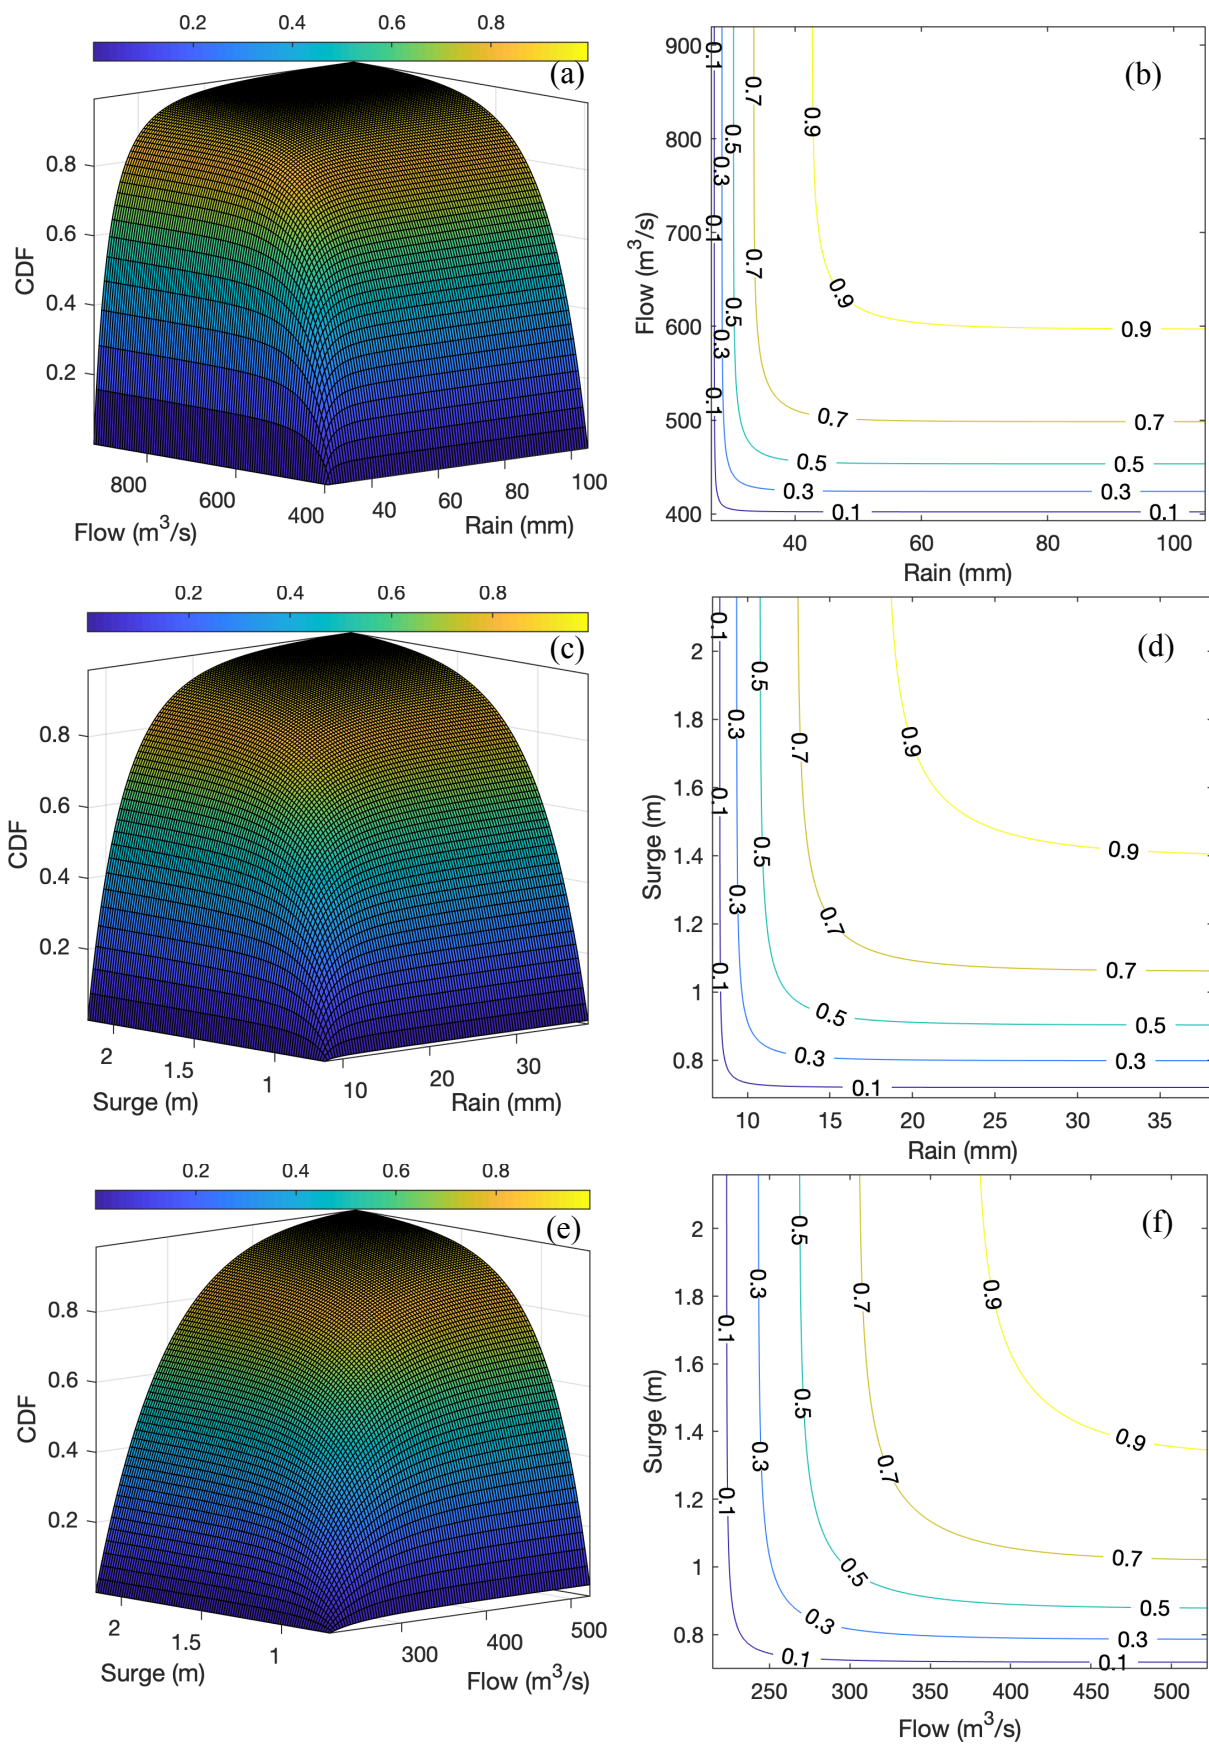 0.2 0.4 0.6 0.8
(a)
CDF
0.8
0.6
0.4
0.2
800 600 400 40 60 80 100
Flow (m³/s) Rain (mm)
(b)
Flow (m³/s)
900
800
700
600
500
400
0.1 0.1 0.1 0.1
0.3 0.3 0.3 0.3
0.5 0.5 0.5 0.5
0.7 0.7 0.7 0.7
0.9 0.9 0.9
40 60 80 100
Rain (mm)
0.2 0.4 0.6 0.8
(c)
CDF
0.8
0.6
0.4
0.2
2 1.5 1 10 20 30
Surge (m) Rain (mm)
(d)
Surge (m)
2
1.8
1.6
1.4
1.2
1
0.8
0.1 0.1 0.1 0.1
0.3 0.3 0.3 0.3
0.5 0.5 0.5 0.5
0.7 0.7 0.7
0.9 0.9
10 15 20 25 30 35
Rain (mm)
0.2 0.4 0.6 0.8
(e)
CDF
0.8
0.6
0.4
0.2
2 1.5 1 300 400 500
Surge (m) Flow (m³/s)
(f)
Surge (m)
2
1.8
1.6
1.4
1.2
1
0.8
0.1 0.1 0.1 0.1
0.3 0.3 0.3 0.3
0.5 0.5 0.5 0.5
0.7 0.7 0.7
0.9 0.9
250 300 350 400 450 500
Flow (m³/s)